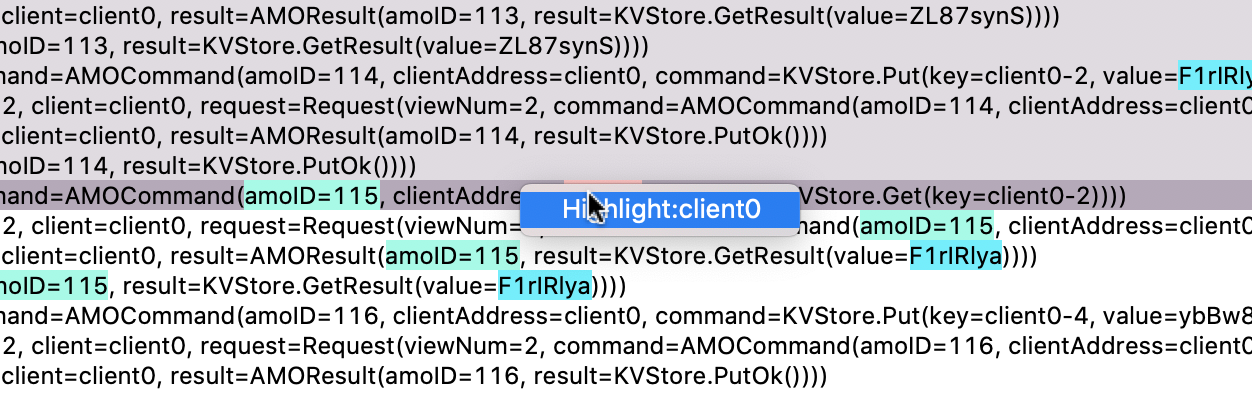 client=client0, result=AMOResult(amoID=113, result=KVStore.GetResult(value=ZL87synS))))
noID=113, result=KVStore.GetResult(value=ZL87synS))))
nand=AMOCommand(amoID=114, clientAddress=client0, command=KVStore.Put(key=client0-2, value=F1rIRly
2, client=client0, request=Request(viewNum=2, command=AMOCommand(amoID=114, clientAddress=client0
client=client0, result=AMOResult(amoID=114, result=KVStore.PutOk())))
noID=114, result=KVStore.PutOk())))
nand=AMOCommand(amoID=115, clientAddre VStore.Get(key=client0-2))))
Highlight:client0
2, client=client0, request=Request(viewNum= nand(amoID=115, clientAddress=client0
client=client0, result=AMOResult(amoID=115, result=KVStore.GetResult(value=F1rIRlya))))
noID=115, result=KVStore.GetResult(value=F1rIRlya))))
nand=AMOCommand(amoID=116, clientAddress=client0, command=KVStore.Put(key=client0-4, value=ybBw8
2, client=client0, request=Request(viewNum=2, command=AMOCommand(amoID=116, clientAddress=client0
client=client0, result=AMOResult(amoID=116, result=KVStore.PutOk())))